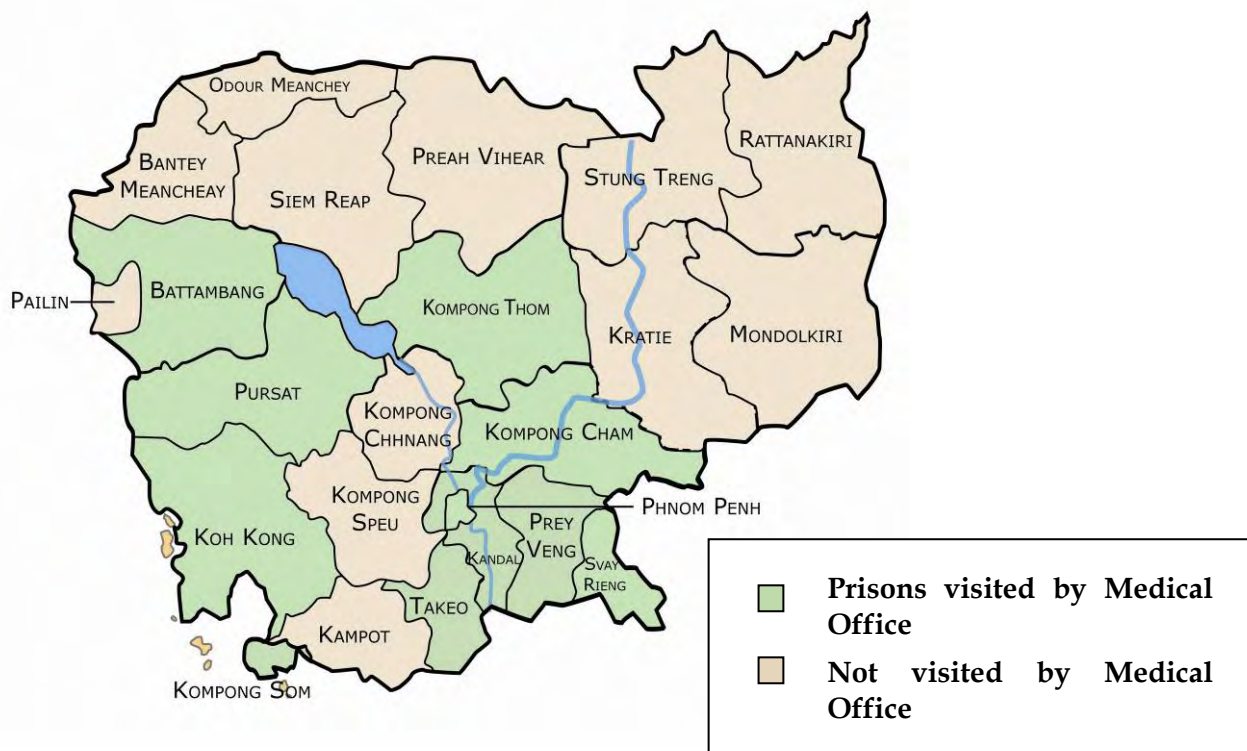 ODOUR MEANCHEY
RATTANAKIRI
BANTEY
MEANCHEAY
PREAH VIHEAR
STUNG TRENG
SIEM REAP
BATTAMBANG
PAILIN
KOMPONG THOM
KRATIE
MONDOLKIRI
PURSAT
KOMPONG
CHHNANG
KOMPONG CHAM
KOMPONG
SPEU
PHNOM PENH
PREY
VENG
KOH KONG
KANDAL
SVAY
RIENG
TAKEO
KAMPOT
KOMPONG SOM
Prisons visited by Medical
Office
Not visited by Medical
Office